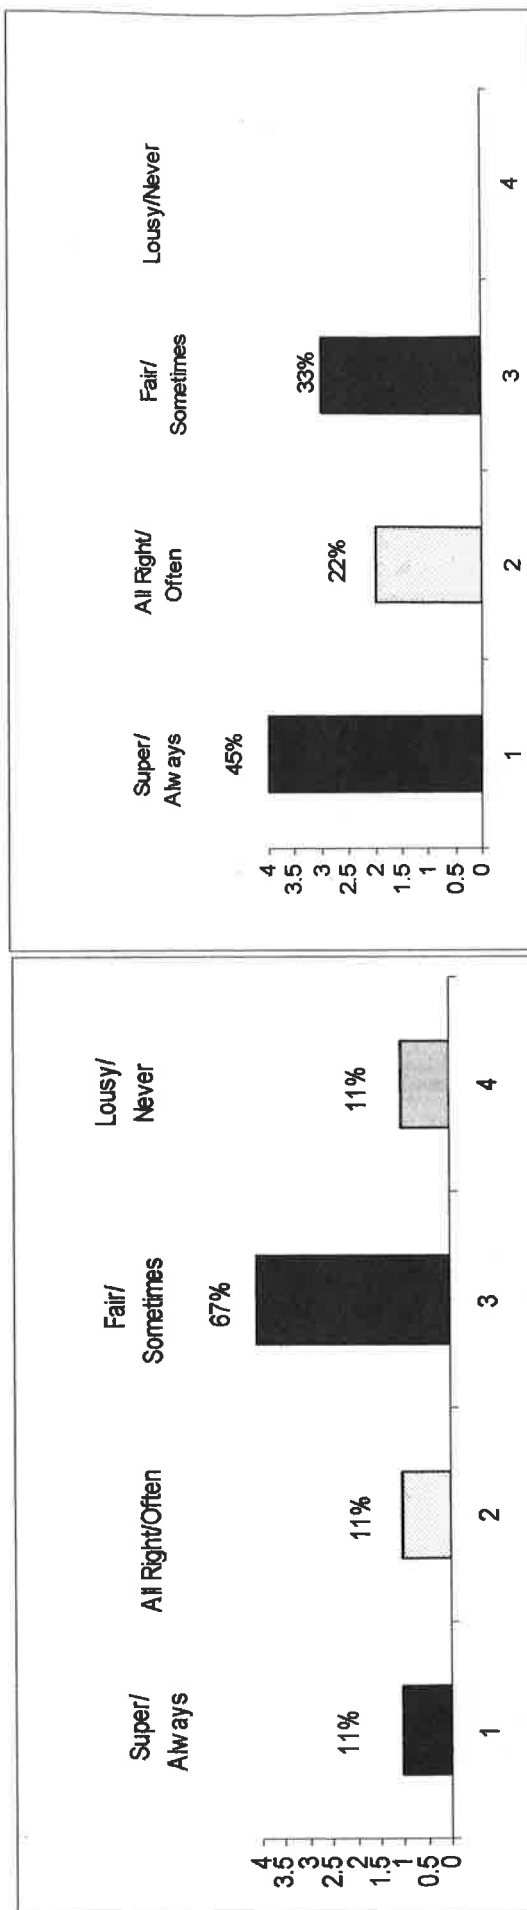 Super/
Always
All Right/Often
Fair/
Sometimes
Lousy/
Never
11%
11%
67%
11%
4
3.5
3
2.5
2
1.5
1
0.5
0
1
2
3
4
Super/
Always
All Right/
Often
Fair/
Sometimes
Lousy/Never
45%
22%
33%
4
3.5
3
2.5
2
1.5
1
0.5
0
1
2
3
4